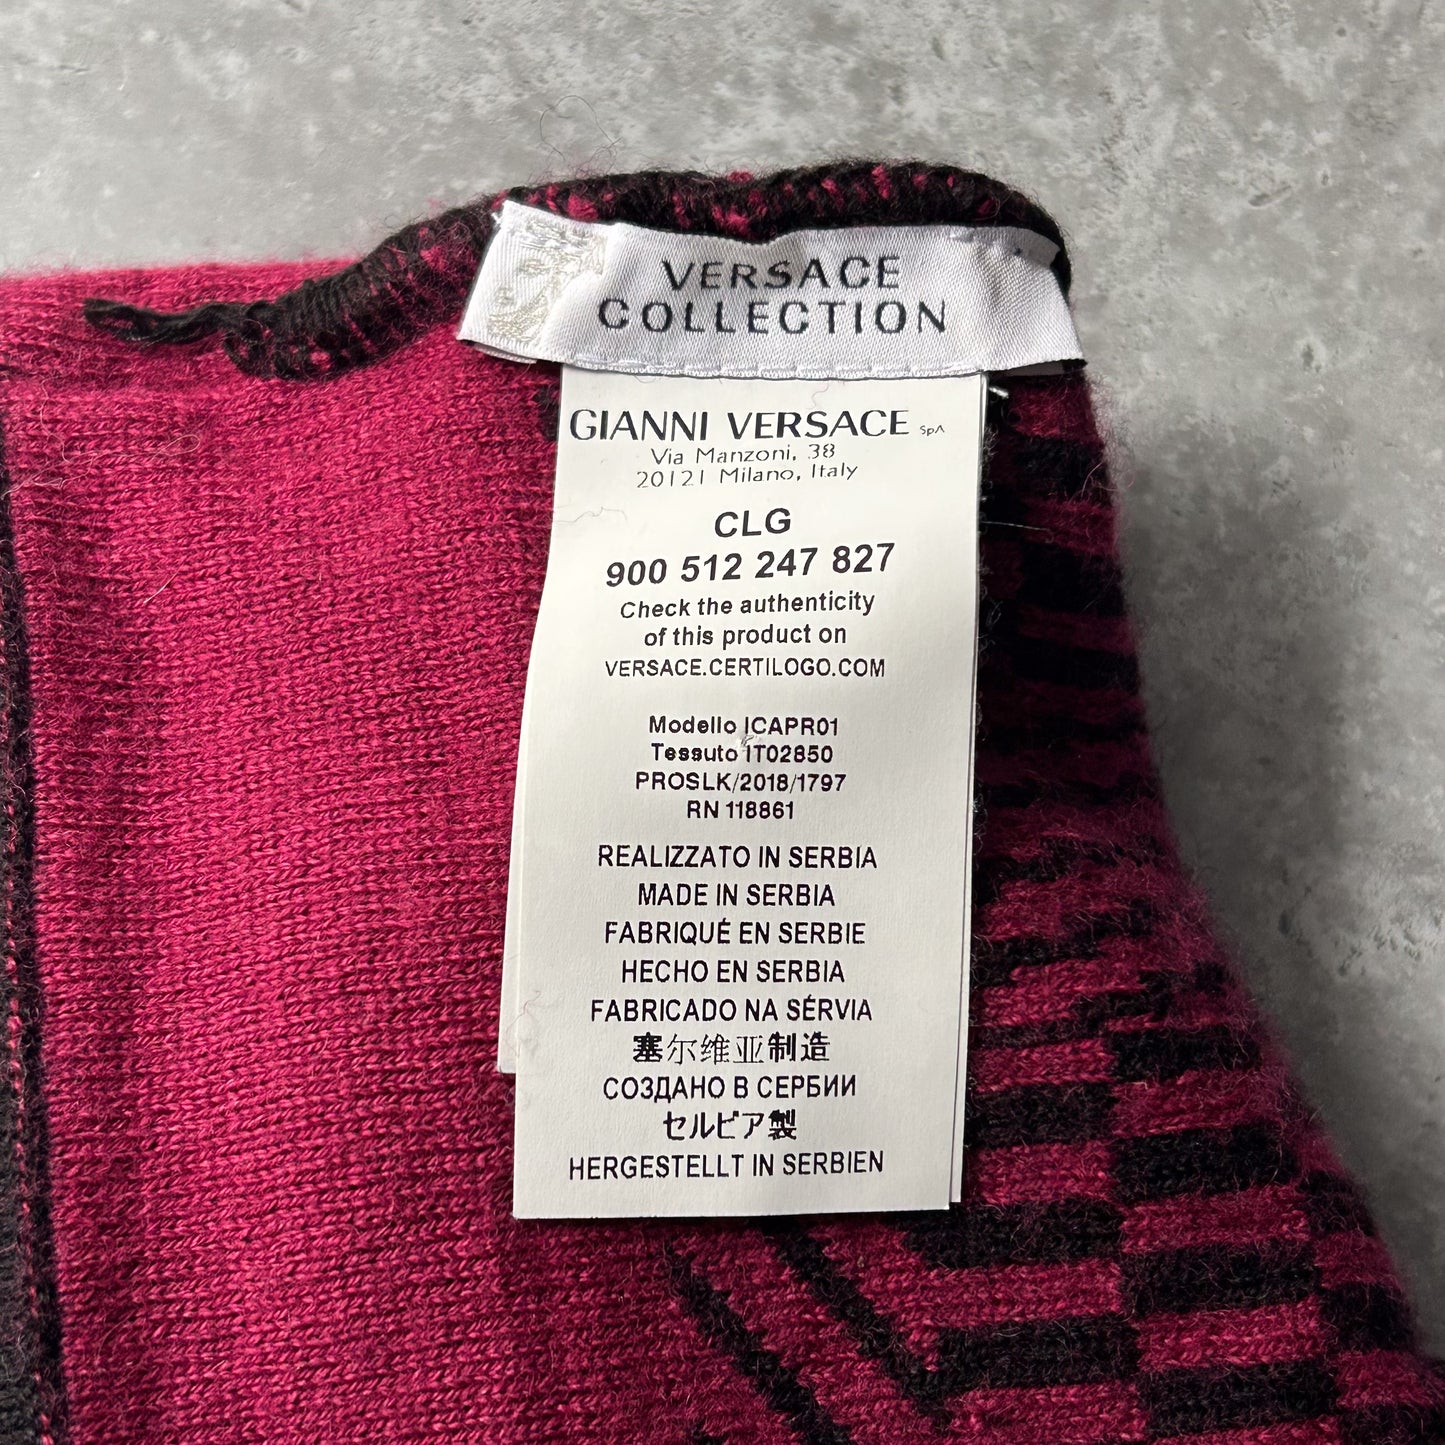 VERSACE
COLLECTION
GIANNI VERSACE SpA
Via Manzoni, 38
20121 Milano, Italy
CLG
900 512 247 827
Check the authenticity
of this product on
VERSACE.CERTILOGO.COM
Modello ICAPR01
Tessuto IT02850
PROSLK/2018/1797
RN 118861
REALIZZATO IN SERBIA
MADE IN SERBIA
FABRIQUÉ EN SERBIE
HECHO EN SERBIA
FABRICADO NA SÉRVIA
塞尔维亚制造
СОЗДАНО В СЕРБИИ
セルビア製
HERGESTELLT IN SERBIEN